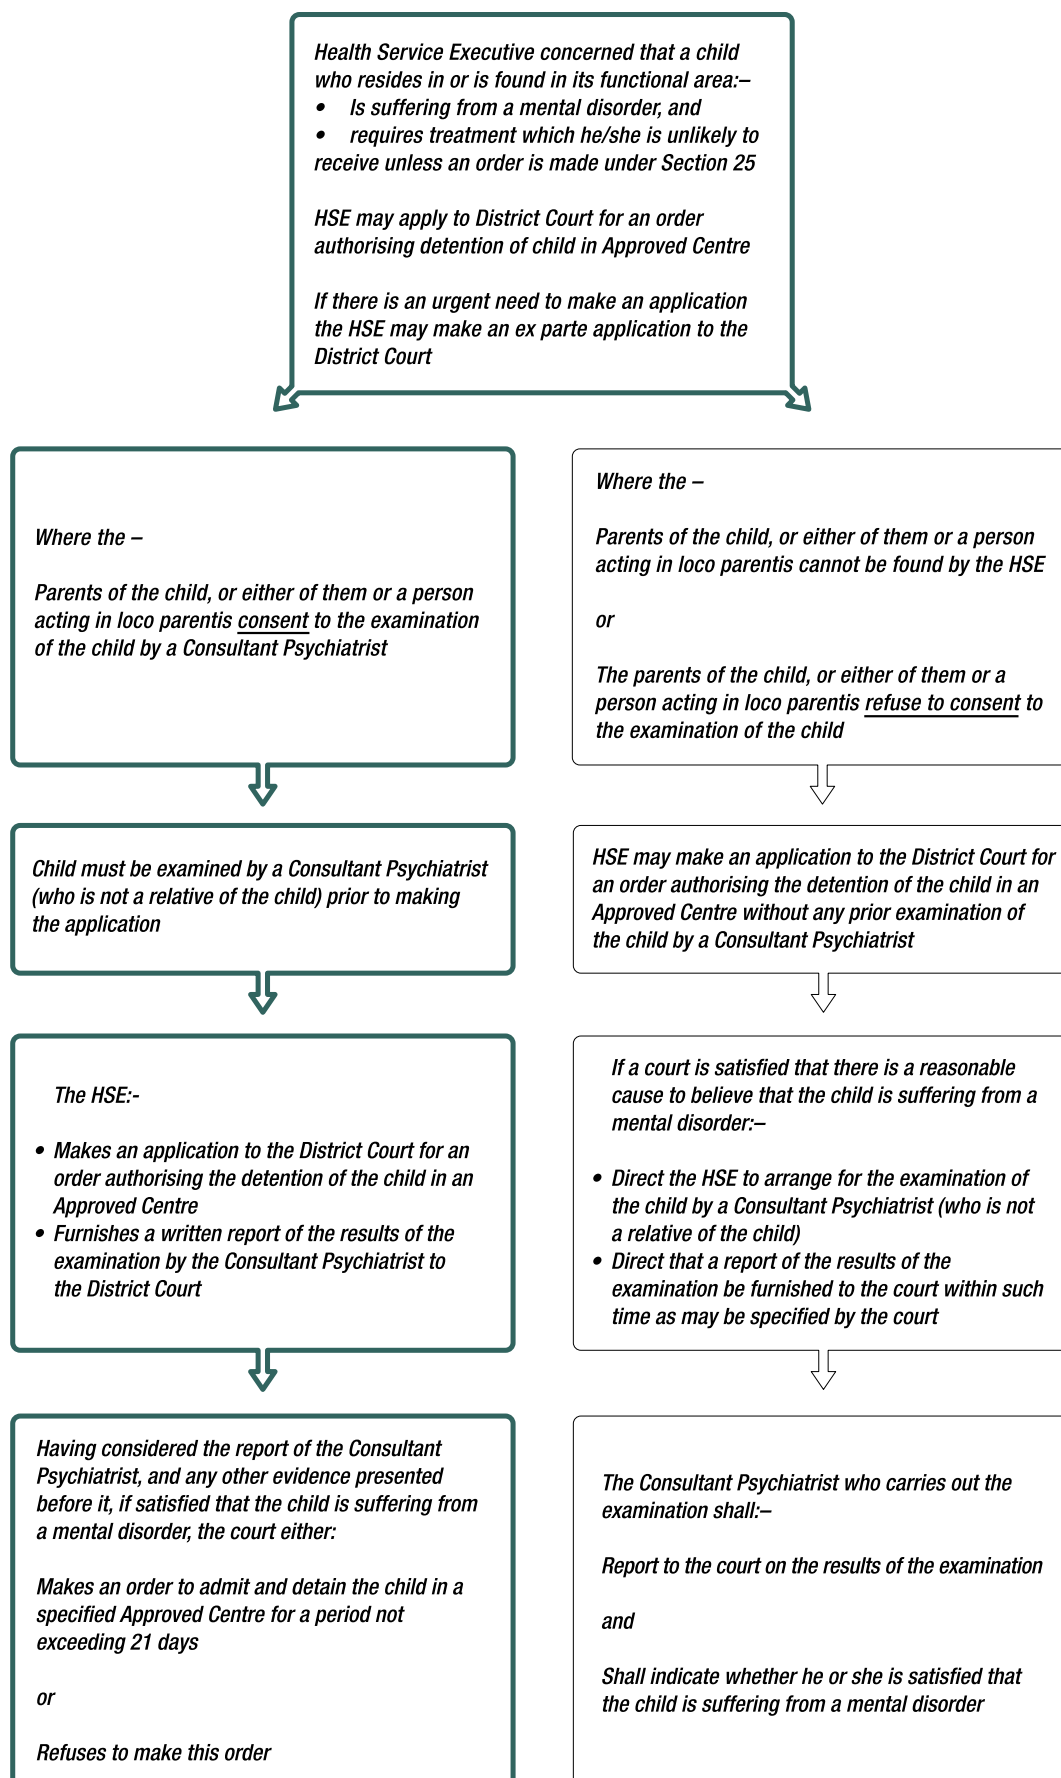 Health Service Executive concerned that a child
who resides in or is found in its functional area:–
• Is suffering from a mental disorder, and
• requires treatment which he/she is unlikely to
receive unless an order is made under Section 25
HSE may apply to District Court for an order
authorising detention of child in Approved Centre
If there is an urgent need to make an application
the HSE may make an ex parte application to the
District Court
Where the –
Parents of the child, or either of them or a person
acting in loco parentis consent to the examination
of the child by a Consultant Psychiatrist
Where the –
Parents of the child, or either of them or a person
acting in loco parentis cannot be found by the HSE
or
The parents of the child, or either of them or a
person acting in loco parentis refuse to consent to
the examination of the child
Child must be examined by a Consultant Psychiatrist
(who is not a relative of the child) prior to making
the application
HSE may make an application to the District Court for
an order authorising the detention of the child in an
Approved Centre without any prior examination of
the child by a Consultant Psychiatrist
The HSE:-
• Makes an application to the District Court for an
order authorising the detention of the child in an
Approved Centre
• Furnishes a written report of the results of the
examination by the Consultant Psychiatrist to
the District Court
If a court is satisfied that there is a reasonable
cause to believe that the child is suffering from a
mental disorder:–
• Direct the HSE to arrange for the examination of
the child by a Consultant Psychiatrist (who is not
a relative of the child)
• Direct that a report of the results of the
examination be furnished to the court within such
time as may be specified by the court
Having considered the report of the Consultant
Psychiatrist, and any other evidence presented
before it, if satisfied that the child is suffering from
a mental disorder, the court either:
Makes an order to admit and detain the child in a
specified Approved Centre for a period not
exceeding 21 days
or
Refuses to make this order
The Consultant Psychiatrist who carries out the
examination shall:–
Report to the court on the results of the examination
and
Shall indicate whether he or she is satisfied that
the child is suffering from a mental disorder